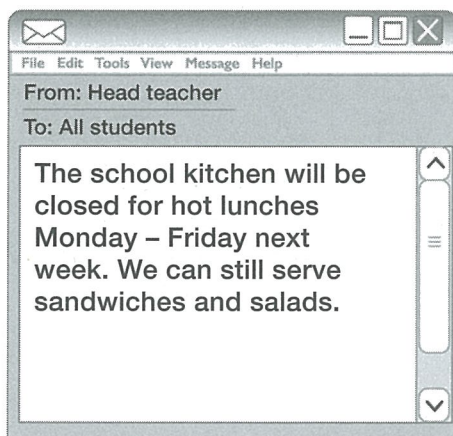 File Edit Tools View Message Help
From: Head teacher
To: All students
The school kitchen will be
closed for hot lunches
Monday – Friday next
week. We can still serve
sandwiches and salads.